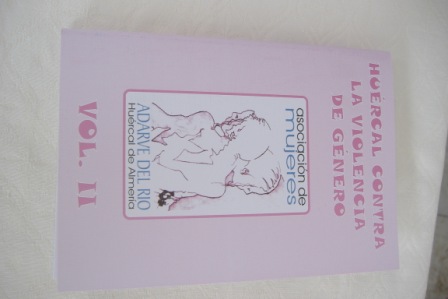 HUÉRCAL CONTRA
LA VIOLENCIA
DE GÉNERO
asociación de
mujeres
ADARVE DEL RIO
Huércal de Almería
VOL. II